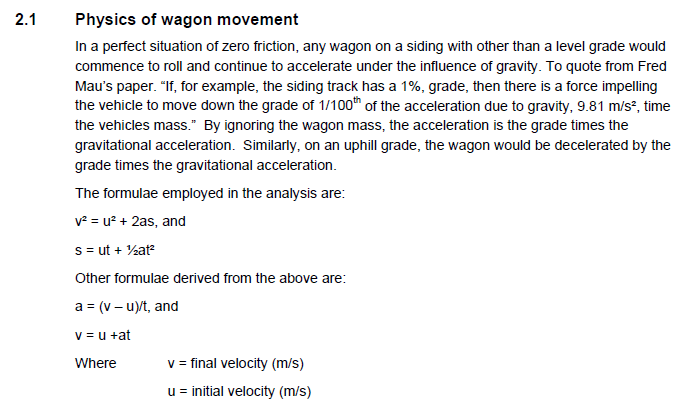 2.1 Physics of wagon movement
In a perfect situation of zero friction, any wagon on a siding with other than a level grade would
commence to roll and continue to accelerate under the influence of gravity. To quote from Fred
Mau's paper. “If, for example, the siding track has a 1%, grade, then there is a force impelling
the vehicle to move down the grade of 1/100th of the acceleration due to gravity, 9.81 m/s², time
the vehicles mass.” By ignoring the wagon mass, the acceleration is the grade times the
gravitational acceleration. Similarly, on an uphill grade, the wagon would be decelerated by the
grade times the gravitational acceleration.
The formulae employed in the analysis are:
v² = u² + 2as, and
s = ut + ½at²
Other formulae derived from the above are:
a = (v – u)/t, and
v = u +at
Where v = final velocity (m/s)
u = initial velocity (m/s)